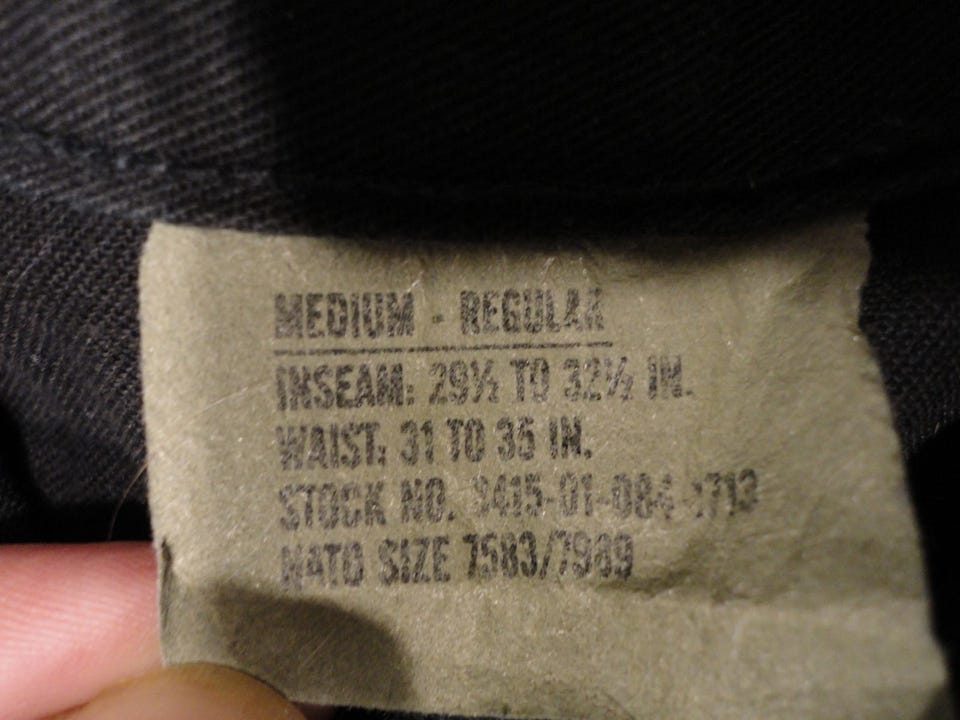 MEDIUM - REGULAR
INSEAM: 29½ TO 32½ IN.
WAIST: 31 TO 35 IN.
STOCK NO.
NATO SIZE 7583/7989